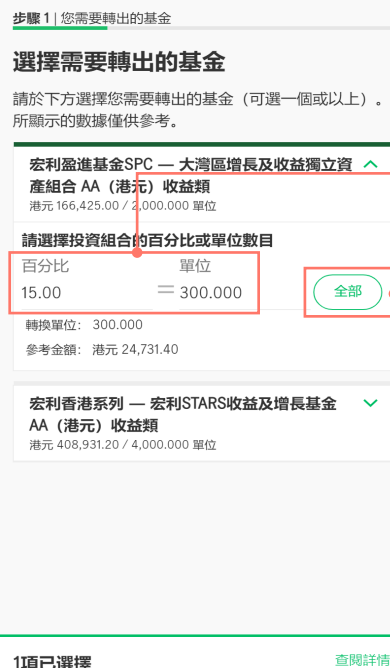 步驟 1 | 您需要轉出的基金
選擇需要轉出的基金
請於下方選擇您需要轉出的基金（可選一個或以上）。
所顯示的數據僅供參考。
宏利盈進基金SPC — 大灣區增長及收益獨立資
產組合 AA（港元）收益類
港元 166,425.00 / 2,000.000 單位
請選擇投資組合的百分比或單位數目
百分比 單位
15.00 = 300.000 全部
轉換單位： 300.000
參考金額： 港元 24,731.40
宏利香港系列 — 宏利STARS收益及增長基金
AA（港元）收益類
港元 408,931.20 / 4,000.000 單位
1項已選擇 查閱詳情